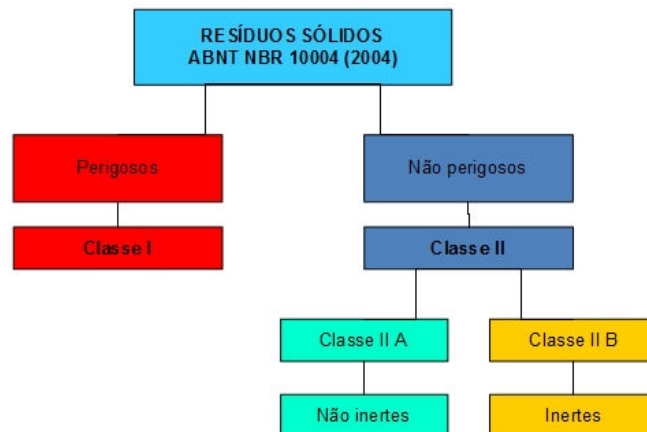 RESÍDUOS SÓLIDOS
ABNT NBR 10004 (2004)
Perigosos
Não perigosos
Classe I
Classe II
Classe II A
Classe II B
Não inertes
Inertes